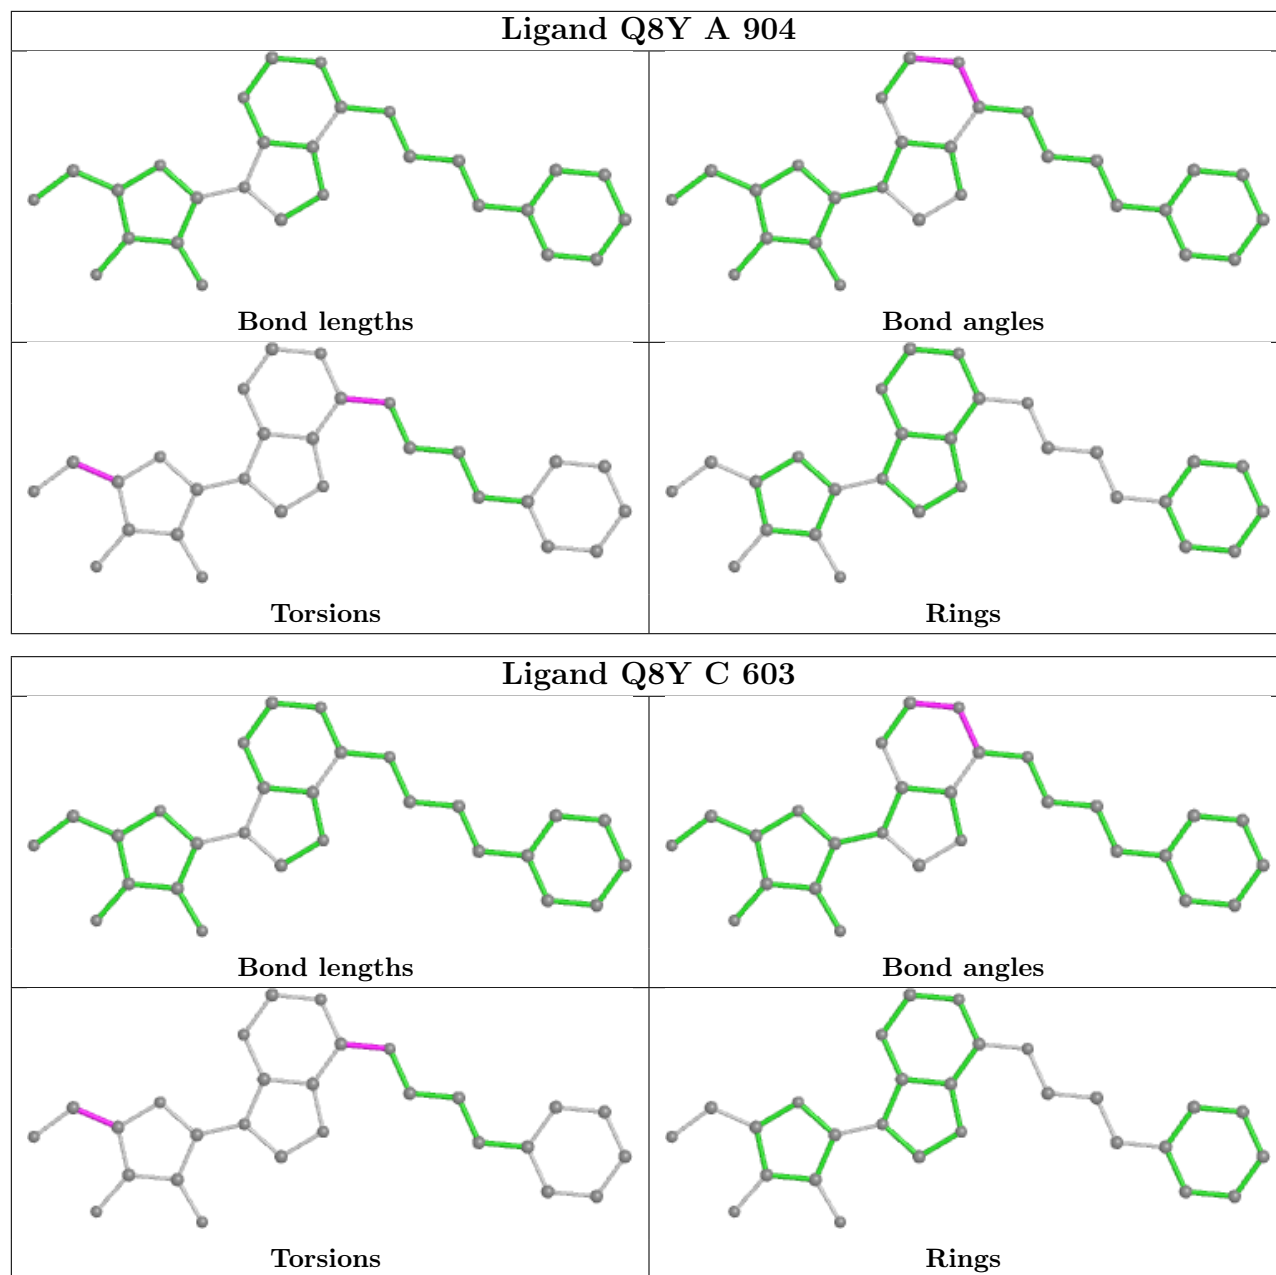 Ligand Q8Y A 904
Bond lengths
Bond angles
Torsions
Rings
Ligand Q8Y C 603
Bond lengths
Bond angles
Torsions
Rings